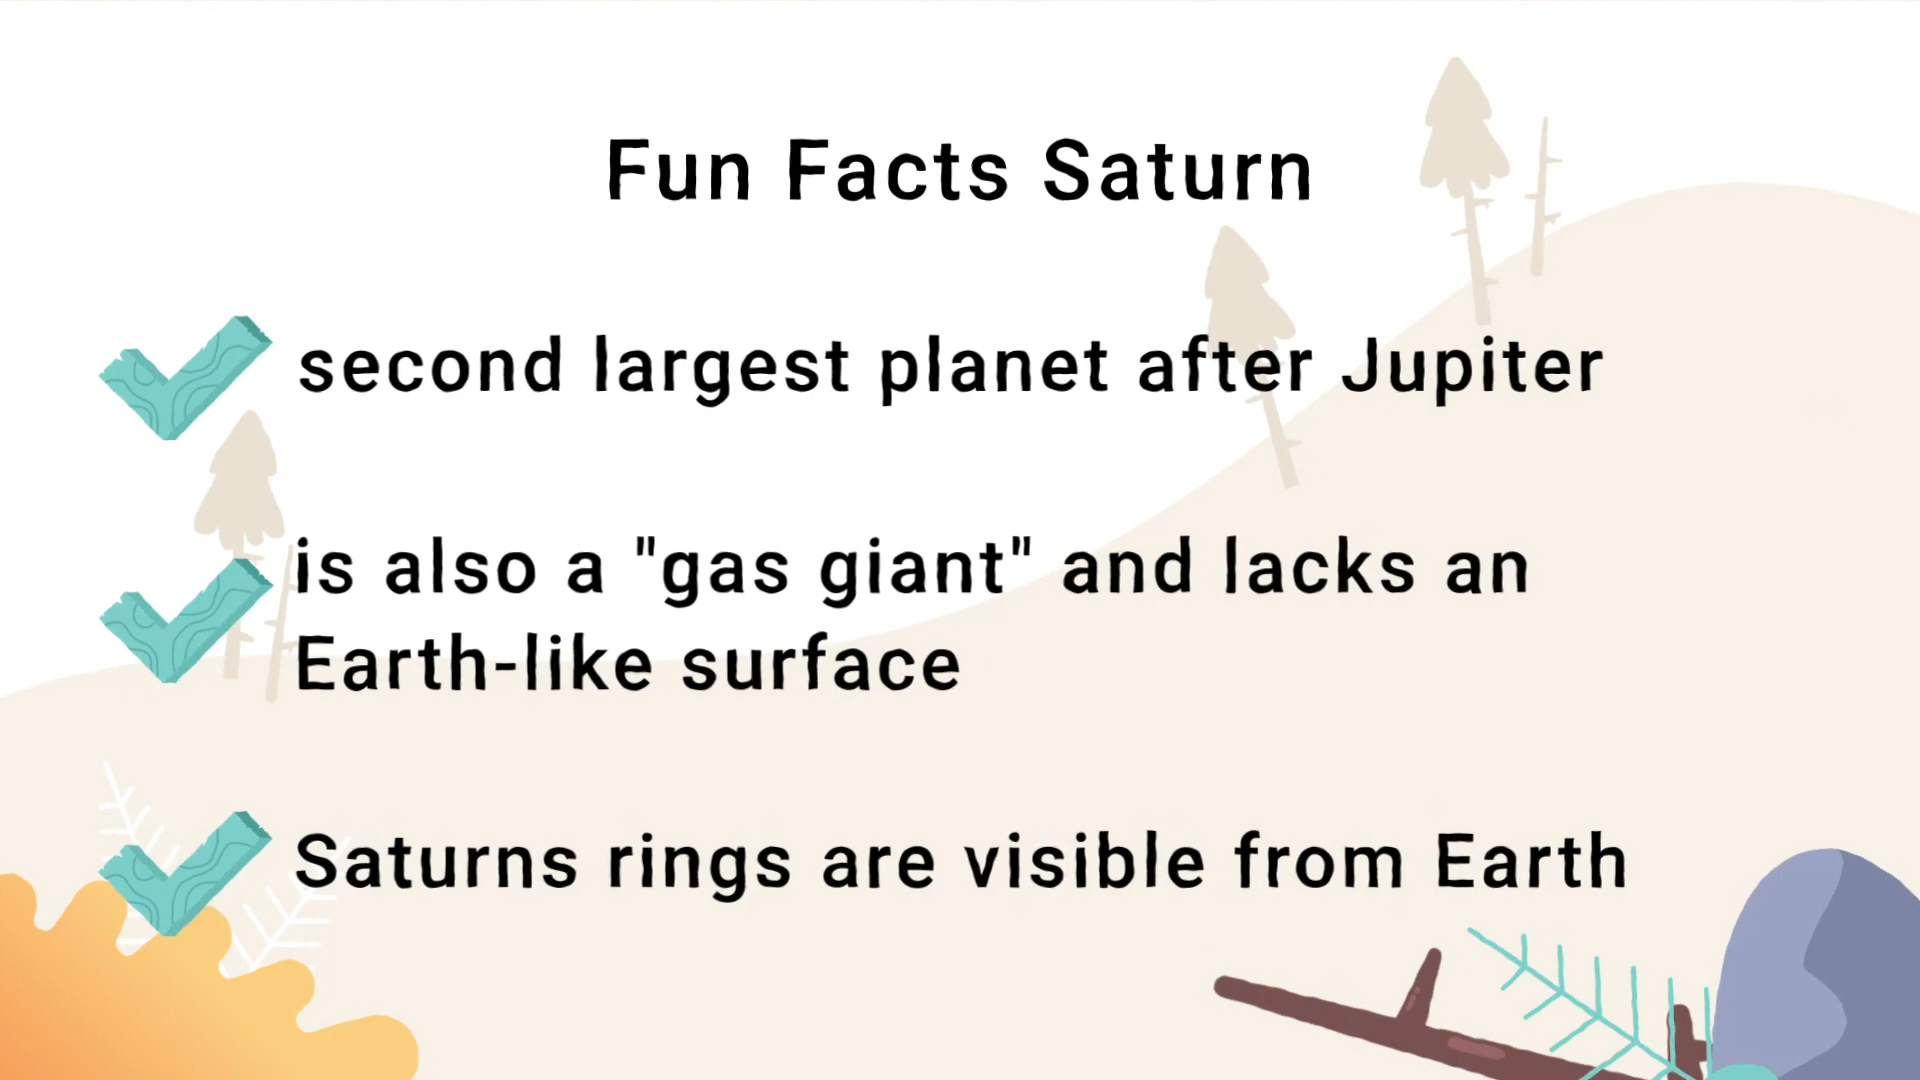 Fun Facts Saturn
second largest planet after Jupiter
is also a "gas giant" and lacks an
Earth-like surface
Saturns rings are visible from Earth